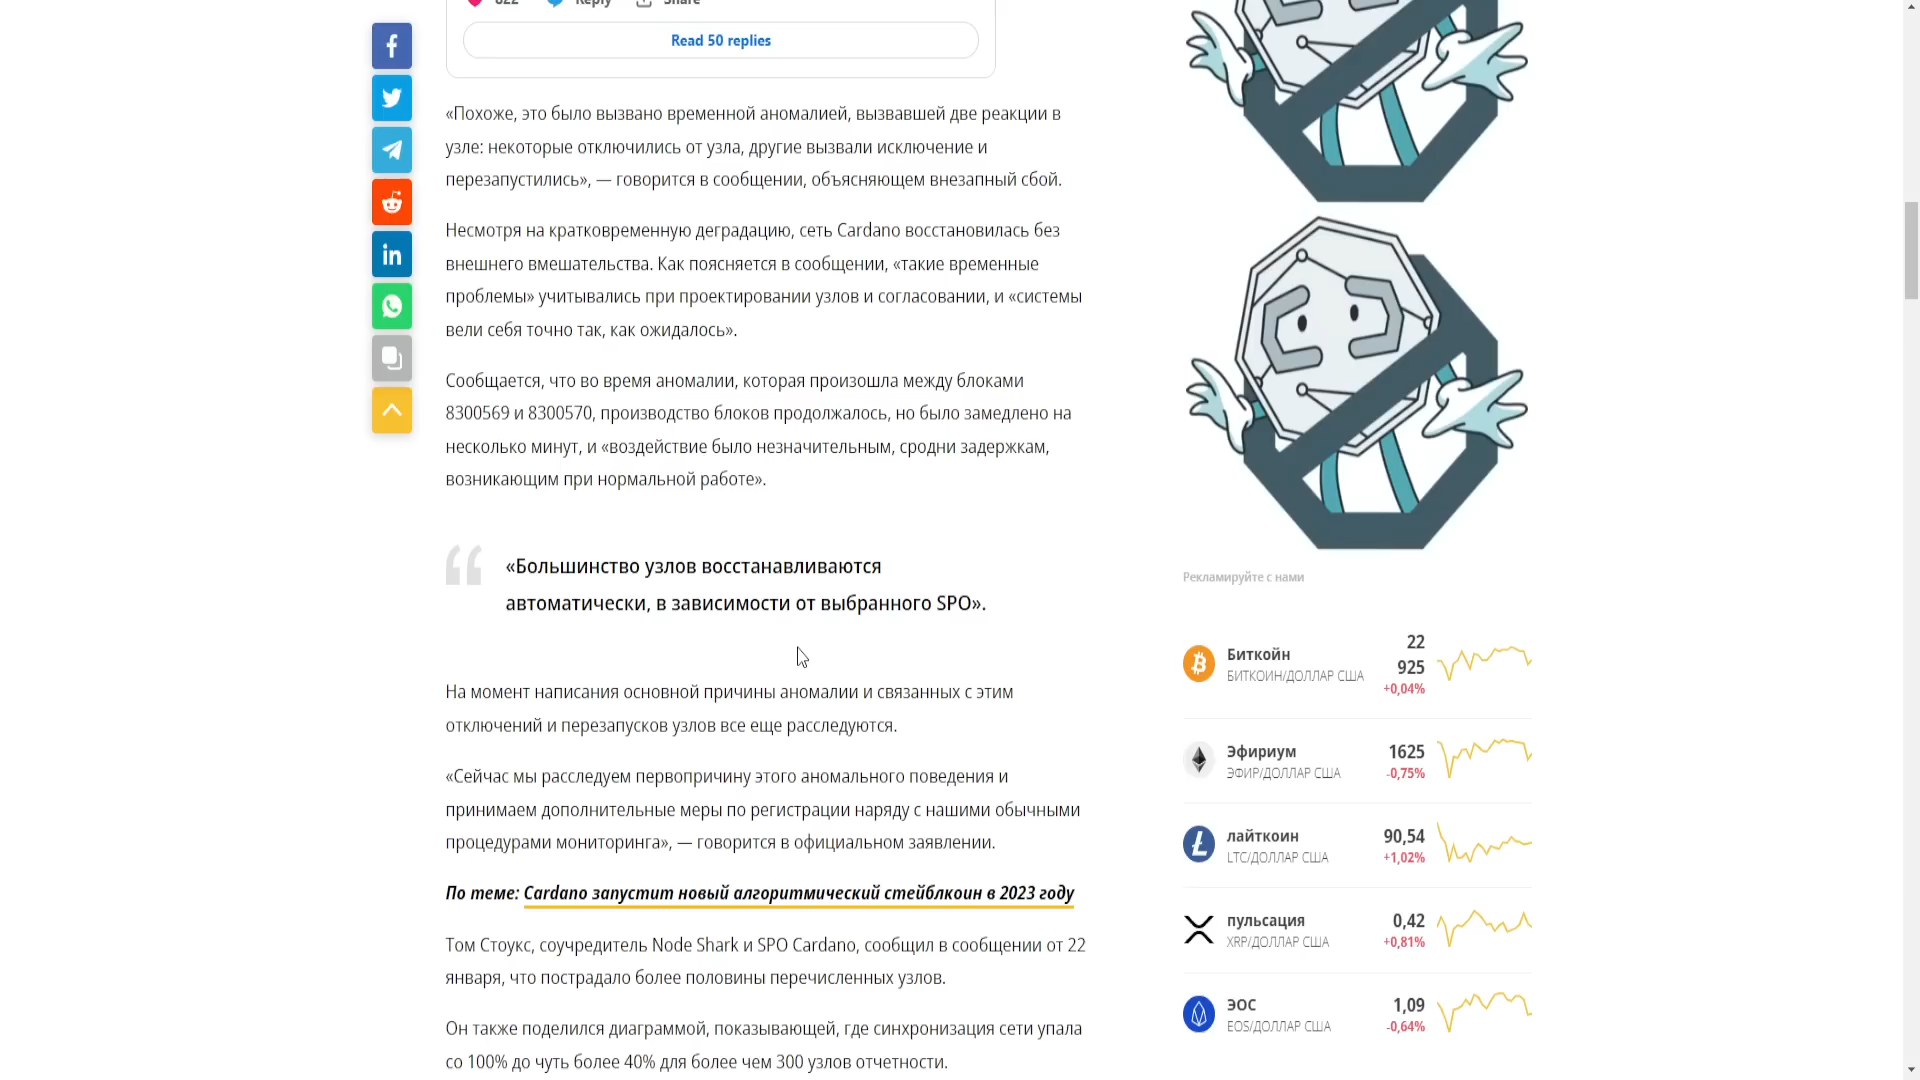 822 Reply Share
Read 50 replies
«Похоже, это было вызвано временной аномалией, вызвавшей две реакции в
узле: некоторые отключились от узла, другие вызвали исключение и
перезапустились», — говорится в сообщении, объясняющем внезапный сбой.
Несмотря на кратковременную деградацию, сеть Cardano восстановилась без
внешнего вмешательства. Как поясняется в сообщении, «такие временные
проблемы» учитывались при проектировании узлов и согласовании, и «системы
вели себя точно так, как ожидалось».
Сообщается, что во время аномалии, которая произошла между блоками
8300569 и 8300570, производство блоков продолжалось, но было замедлено на
несколько минут, и «воздействие было незначительным, сродни задержкам,
возникающим при нормальной работе».
«Большинство узлов восстанавливаются
автоматически, в зависимости от выбранного SPO».
На момент написания основной причины аномалии и связанных с этим
отключений и перезапусков узлов все еще расследуются.
«Сейчас мы расследуем первопричину этого аномального поведения и
принимаем дополнительные меры по регистрации наряду с нашими обычными
процедурами мониторинга», — говорится в официальном заявлении.
По теме: Cardano запустит новый алгоритмический стейблкоин в 2023 году
Том Стоукс, соучредитель Node Shark и SPO Cardano, сообщил в сообщении от 22
января, что пострадало более половины перечисленных узлов.
Он также поделился диаграммой, показывающей, где синхронизация сети упала
со 100% до чуть более 40% для более чем 300 узлов отчетности.
Рекламируйте с нами
Биткойн
БИТКОИН/ДОЛЛАР США
22
925
+0,04%
Эфириум
ЭФИР/ДОЛЛАР США
1625
-0,75%
лайткоин
LTC/ДОЛЛАР США
90,54
+1,02%
пульсация
XRP/ДОЛЛАР США
0,42
+0,81%
ЭОС
EOS/ДОЛЛАР США
1,09
-0,64%